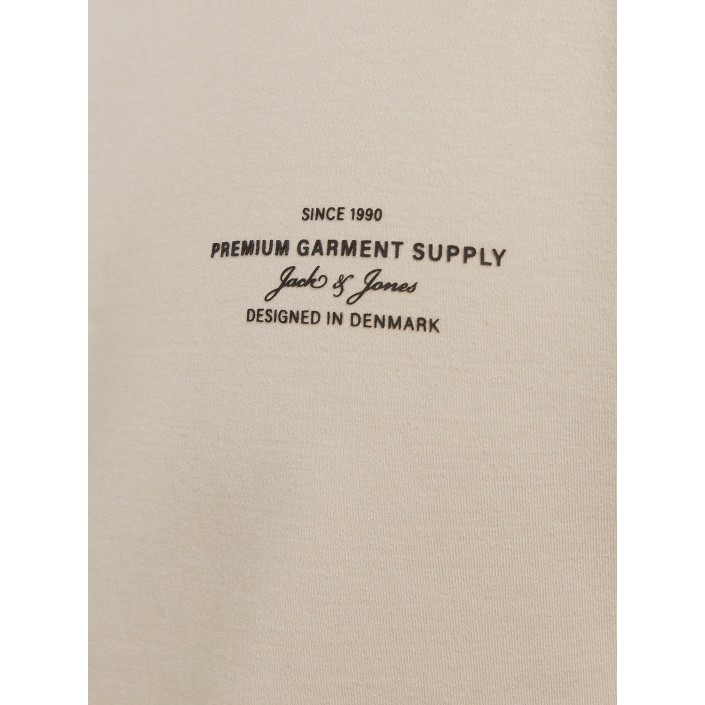 SINCE 1990
PREMIUM GARMENT SUPPLY
Jack & Jones
DESIGNED IN DENMARK